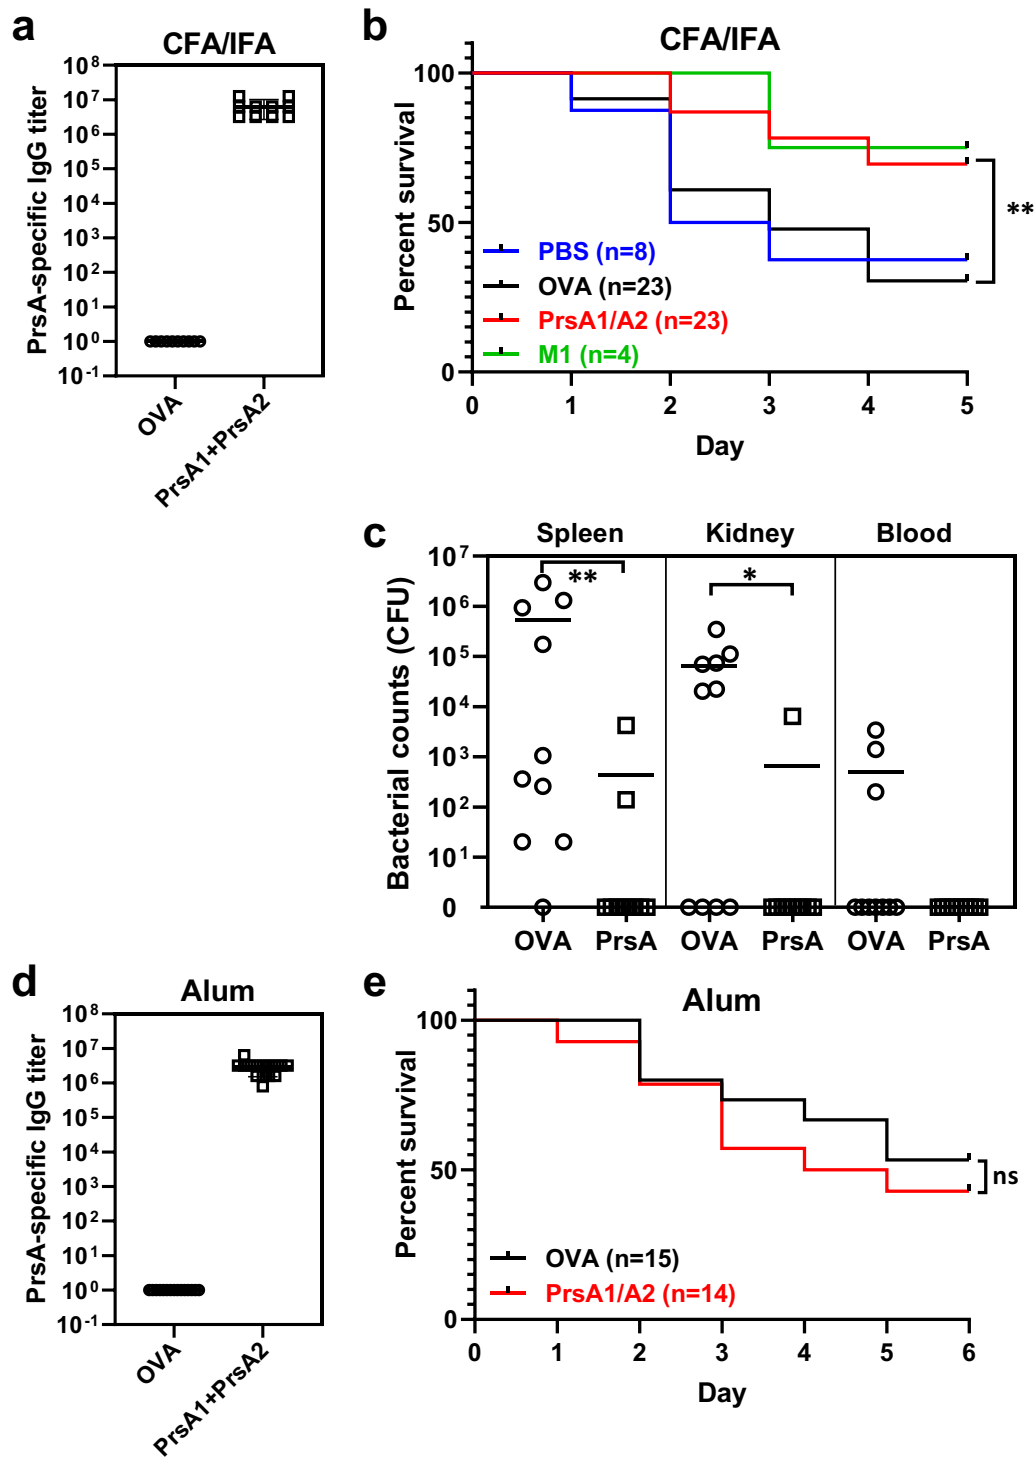 a
CFA/IFA
PrsA-specific IgG titer
10⁸
10⁷
10⁶
10⁵
10⁴
10³
10²
10¹
10⁰
10⁻¹
OVA
PrsA1+PrsA2
b
CFA/IFA
Percent survival
100
50
0
**
PBS (n=8)
OVA (n=23)
PrsA1/A2 (n=23)
M1 (n=4)
0 1 2 3 4 5
Day
c
Spleen Kidney Blood
Bacterial counts (CFU)
10⁷
10⁶
10⁵
10⁴
10³
10²
10¹
0
** *
OVA PrsA OVA PrsA OVA PrsA
d
Alum
PrsA-specific IgG titer
10⁸
10⁷
10⁶
10⁵
10⁴
10³
10²
10¹
10⁰
10⁻¹
OVA
PrsA1+PrsA2
e
Alum
Percent survival
100
50
0
ns
OVA (n=15)
PrsA1/A2 (n=14)
0 1 2 3 4 5 6
Day